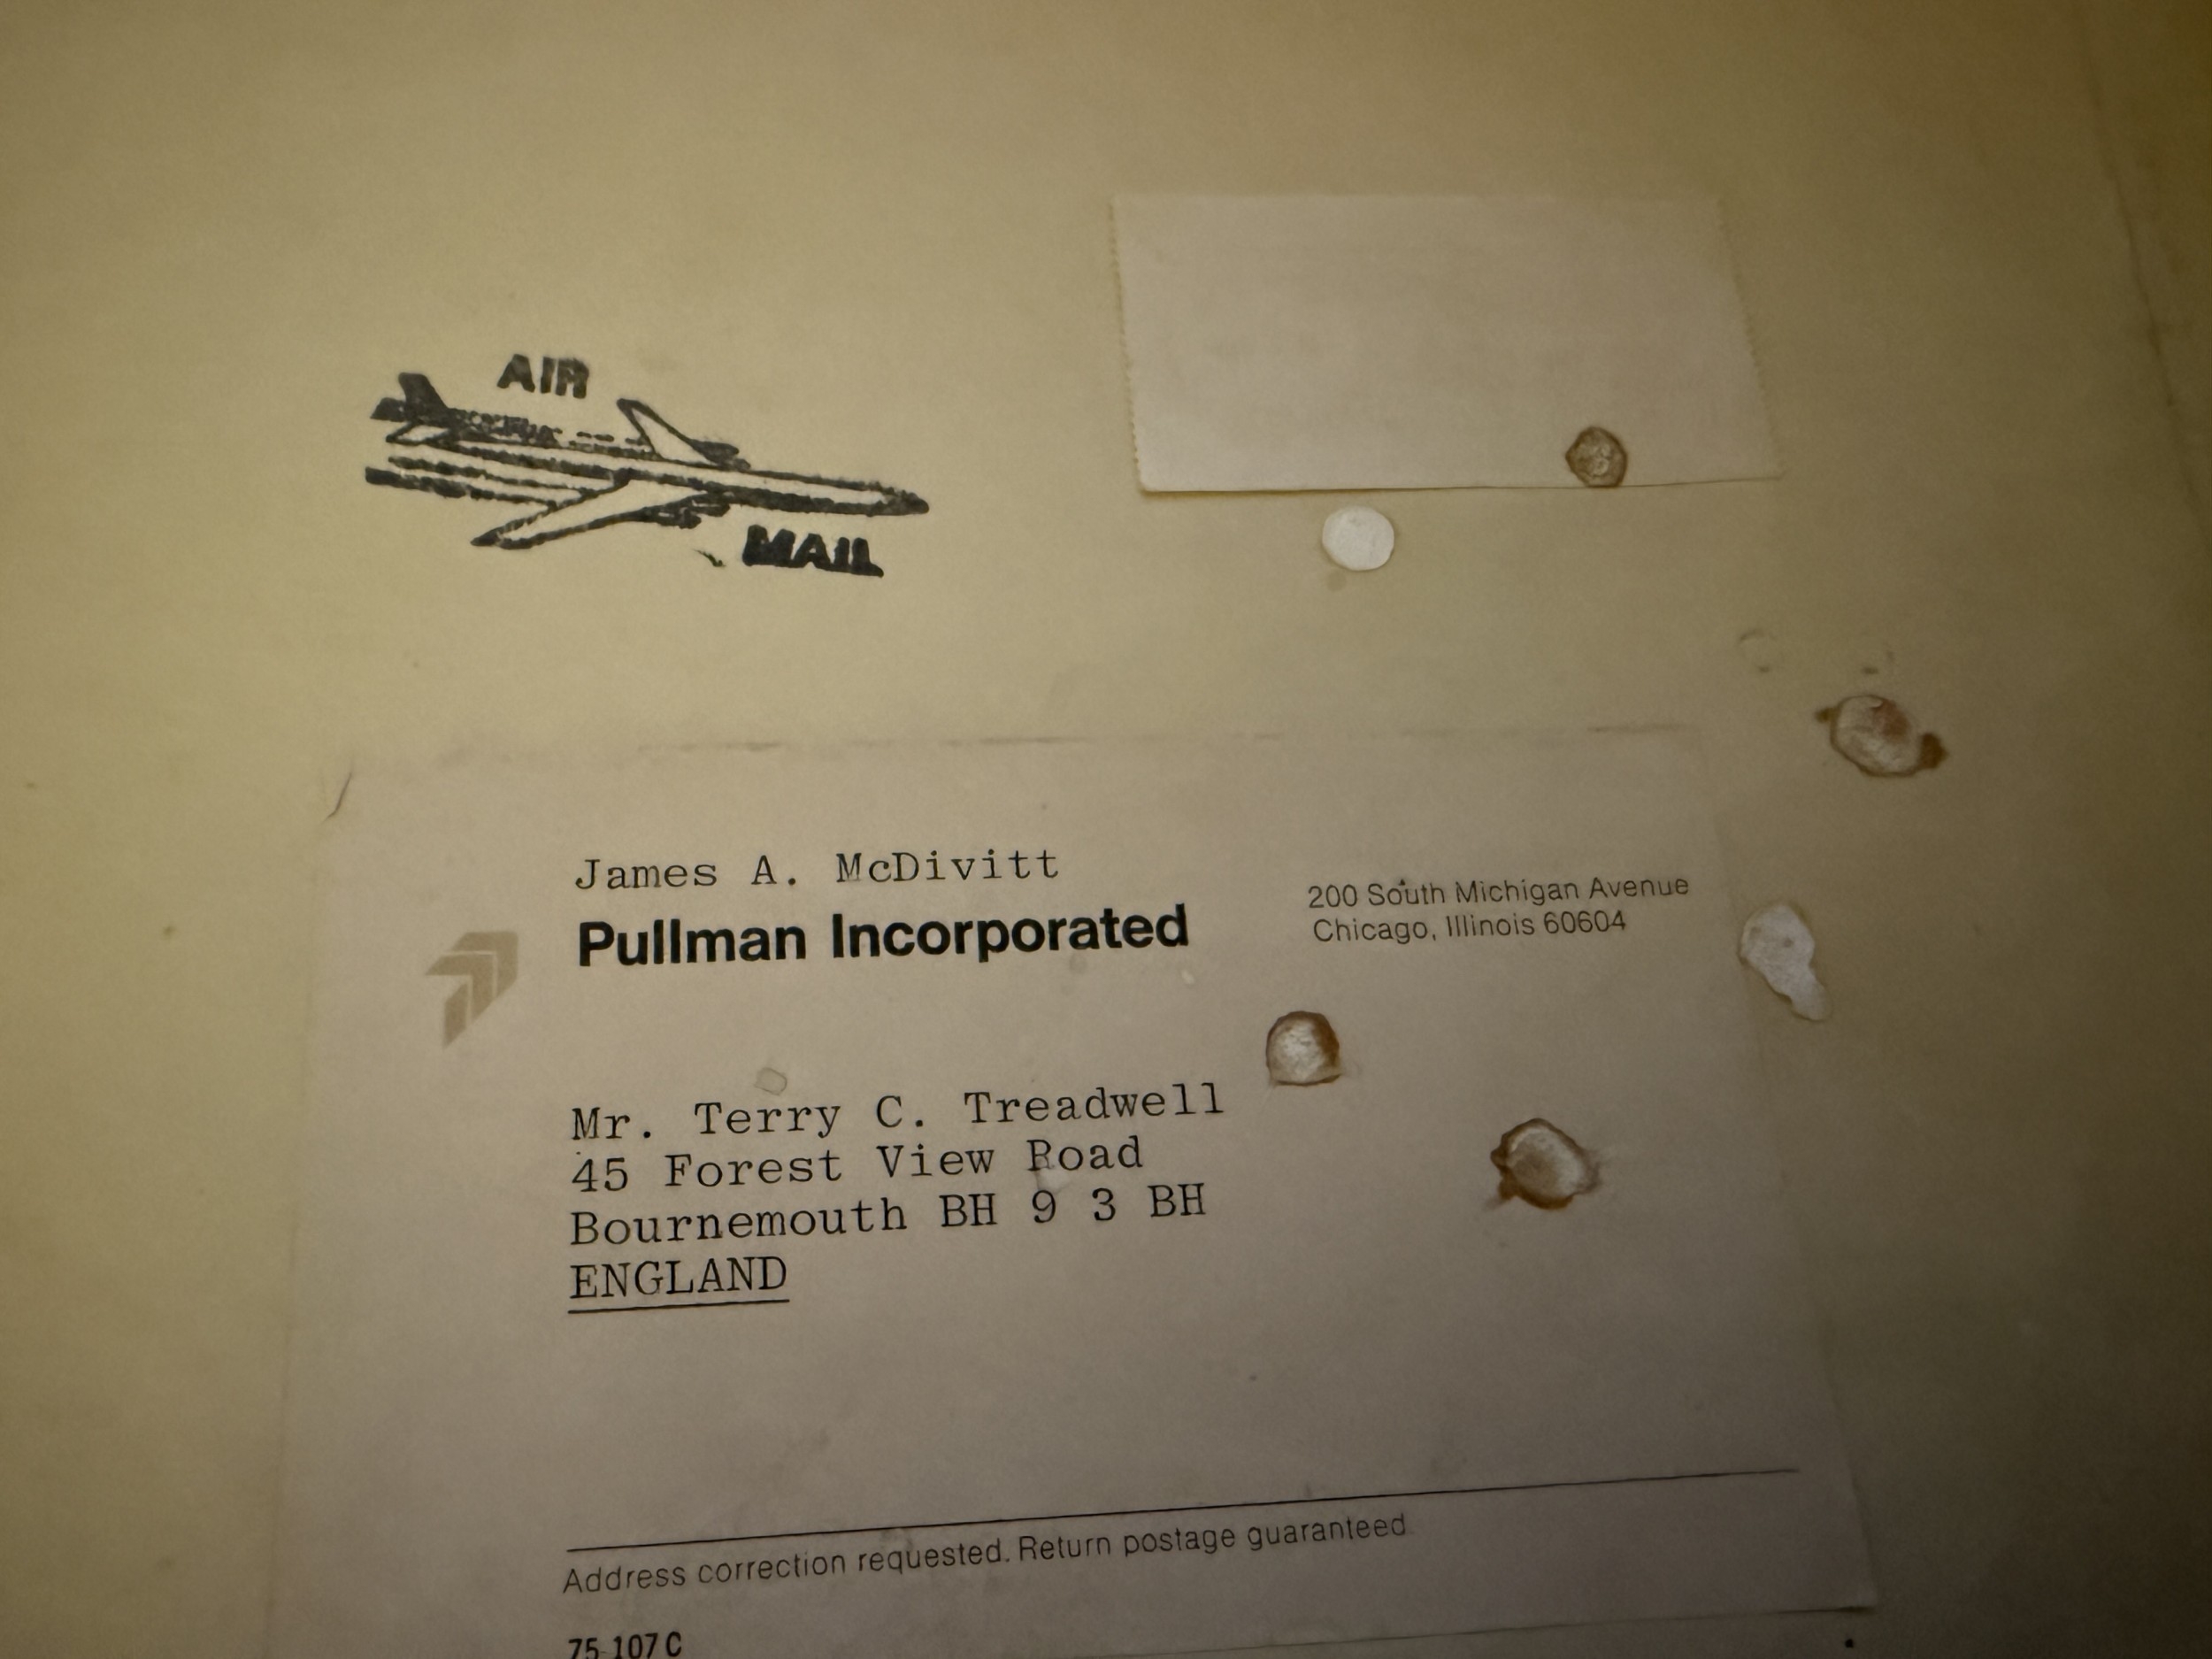 AIR
MAIL
James A. McDivitt
Pullman Incorporated
200 South Michigan Avenue
Chicago, Illinois 60604
Mr. Terry C. Treadwell
45 Forest View Road
Bournemouth BH 9 3 BH
ENGLAND
Address correction requested. Return postage guaranteed.
75-107 C